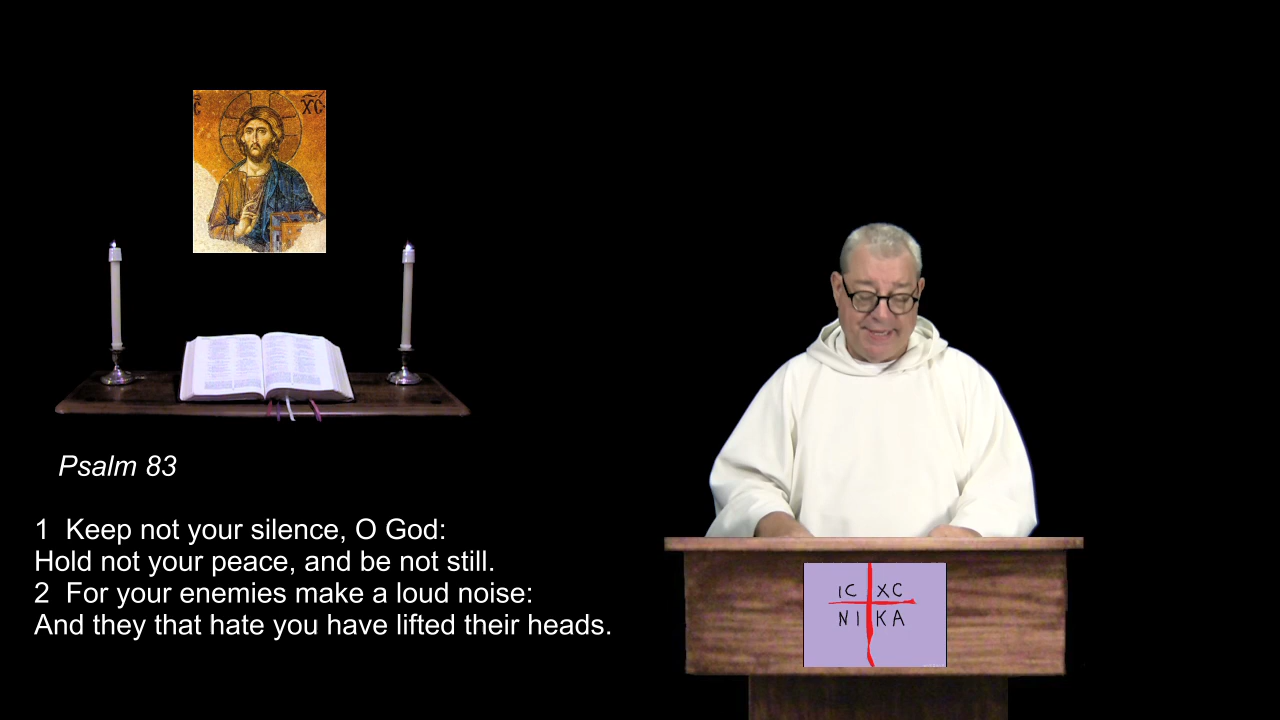 C XC
Psalm 83
1 Keep not your silence, O God:
Hold not your peace, and be not still.
2 For your enemies make a loud noise:
And they that hate you have lifted their heads.
IC XC
NI KA